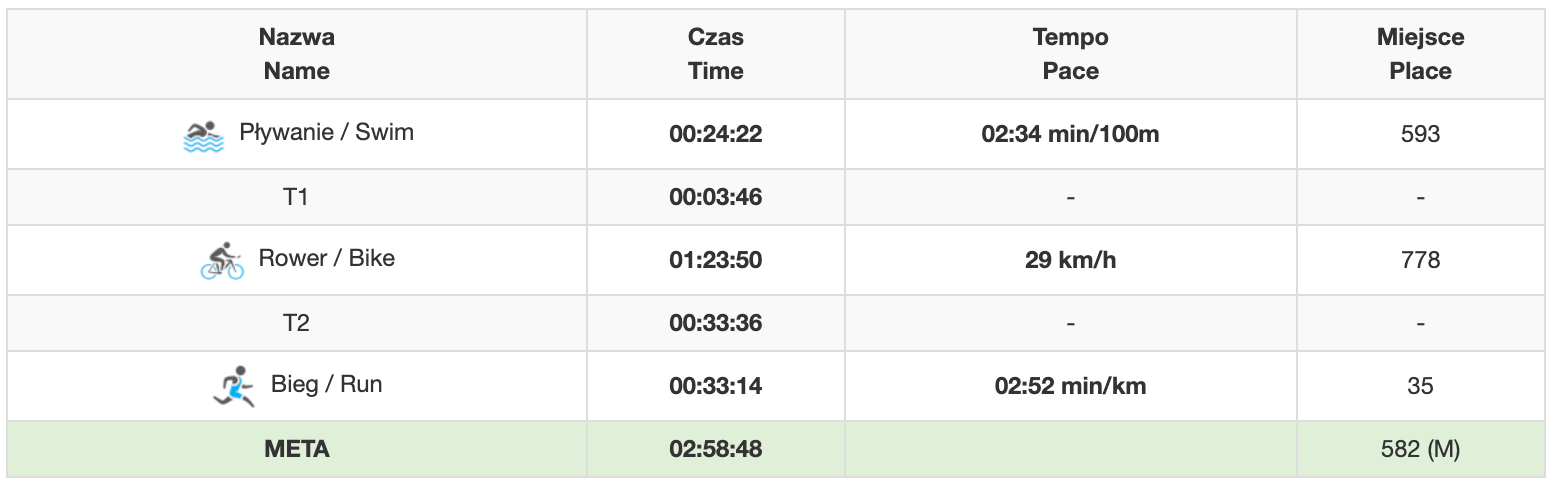 Nazwa Czas Tempo Miejsce
Name Time Pace Place
Pływanie / Swim 00:24:22 02:34 min/100m 593
T1 00:03:46 - -
Rower / Bike 01:23:50 29 km/h 778
T2 00:33:36 - -
Bieg / Run 00:33:14 02:52 min/km 35
META 02:58:48 582 (M)